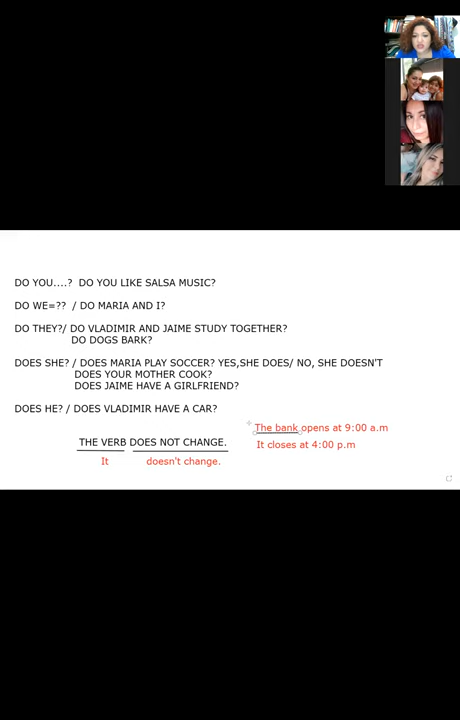 DO YOU....? DO YOU LIKE SALSA MUSIC?
DO WE=?? / DO MARIA AND I?
DO THEY?/ DO VLADIMIR AND JAIME STUDY TOGETHER?
DO DOGS BARK?
DOES SHE? / DOES MARIA PLAY SOCCER? YES,SHE DOES/ NO, SHE DOESN'T
DOES YOUR MOTHER COOK?
DOES JAIME HAVE A GIRLFRIEND?
DOES HE? / DOES VLADIMIR HAVE A CAR?
The bank opens at 9:00 a.m
It closes at 4:00 p.m
THE VERB DOES NOT CHANGE.
It doesn't change.